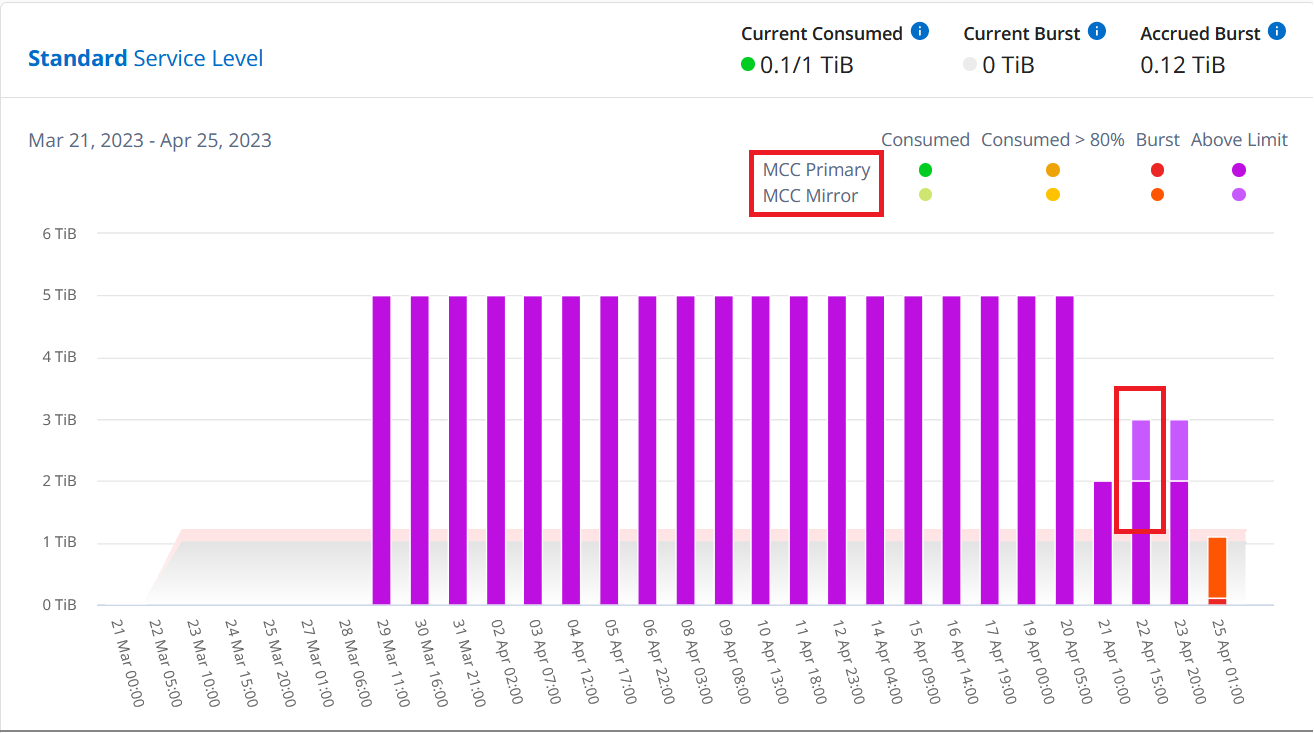 Standard Service Level
Current Consumed
0.1/1 TiB
Current Burst
0 TiB
Accrued Burst
0.12 TiB
Mar 21, 2023 - Apr 25, 2023
Consumed Consumed > 80% Burst Above Limit
MCC Primary
MCC Mirror
6 TiB
5 TiB
4 TiB
3 TiB
2 TiB
1 TiB
0 TiB
21 Mar 00:00
22 Mar 05:00
23 Mar 10:00
24 Mar 15:00
25 Mar 20:00
27 Mar 01:00
28 Mar 06:00
29 Mar 11:00
30 Mar 16:00
31 Mar 21:00
02 Apr 02:00
03 Apr 07:00
04 Apr 12:00
05 Apr 17:00
06 Apr 22:00
08 Apr 03:00
09 Apr 08:00
10 Apr 13:00
11 Apr 18:00
12 Apr 23:00
14 Apr 04:00
15 Apr 09:00
16 Apr 14:00
17 Apr 19:00
19 Apr 00:00
20 Apr 05:00
21 Apr 10:00
22 Apr 15:00
23 Apr 20:00
25 Apr 01:00